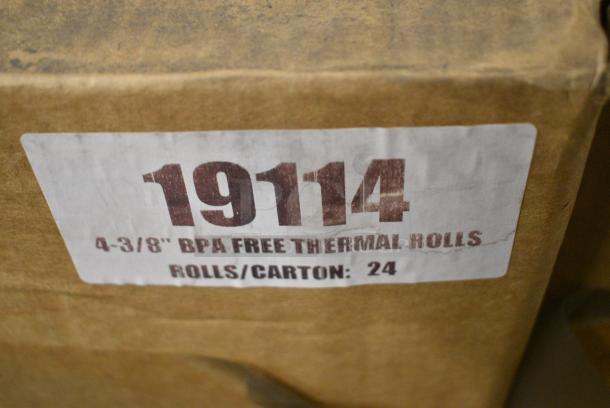 19114
4-3/8" BPA FREE THERMAL ROLLS
ROLLS/CARTON: 24